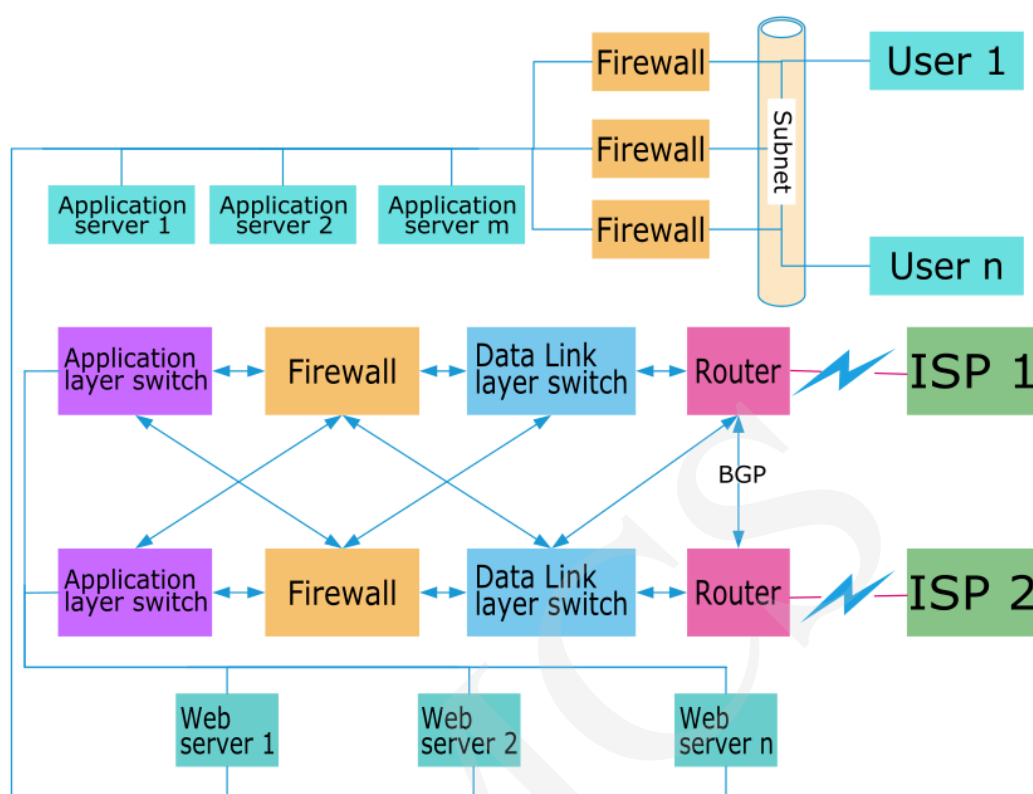 Firewall
User 1
Firewall
Subnet
Application
server 1
Application
server 2
Application
server m
Firewall
User n
Application
layer switch
Firewall
Data Link
layer switch
Router
ISP 1
BGP
Application
layer switch
Firewall
Data Link
layer switch
Router
ISP 2
Web
server 1
Web
server 2
Web
server n